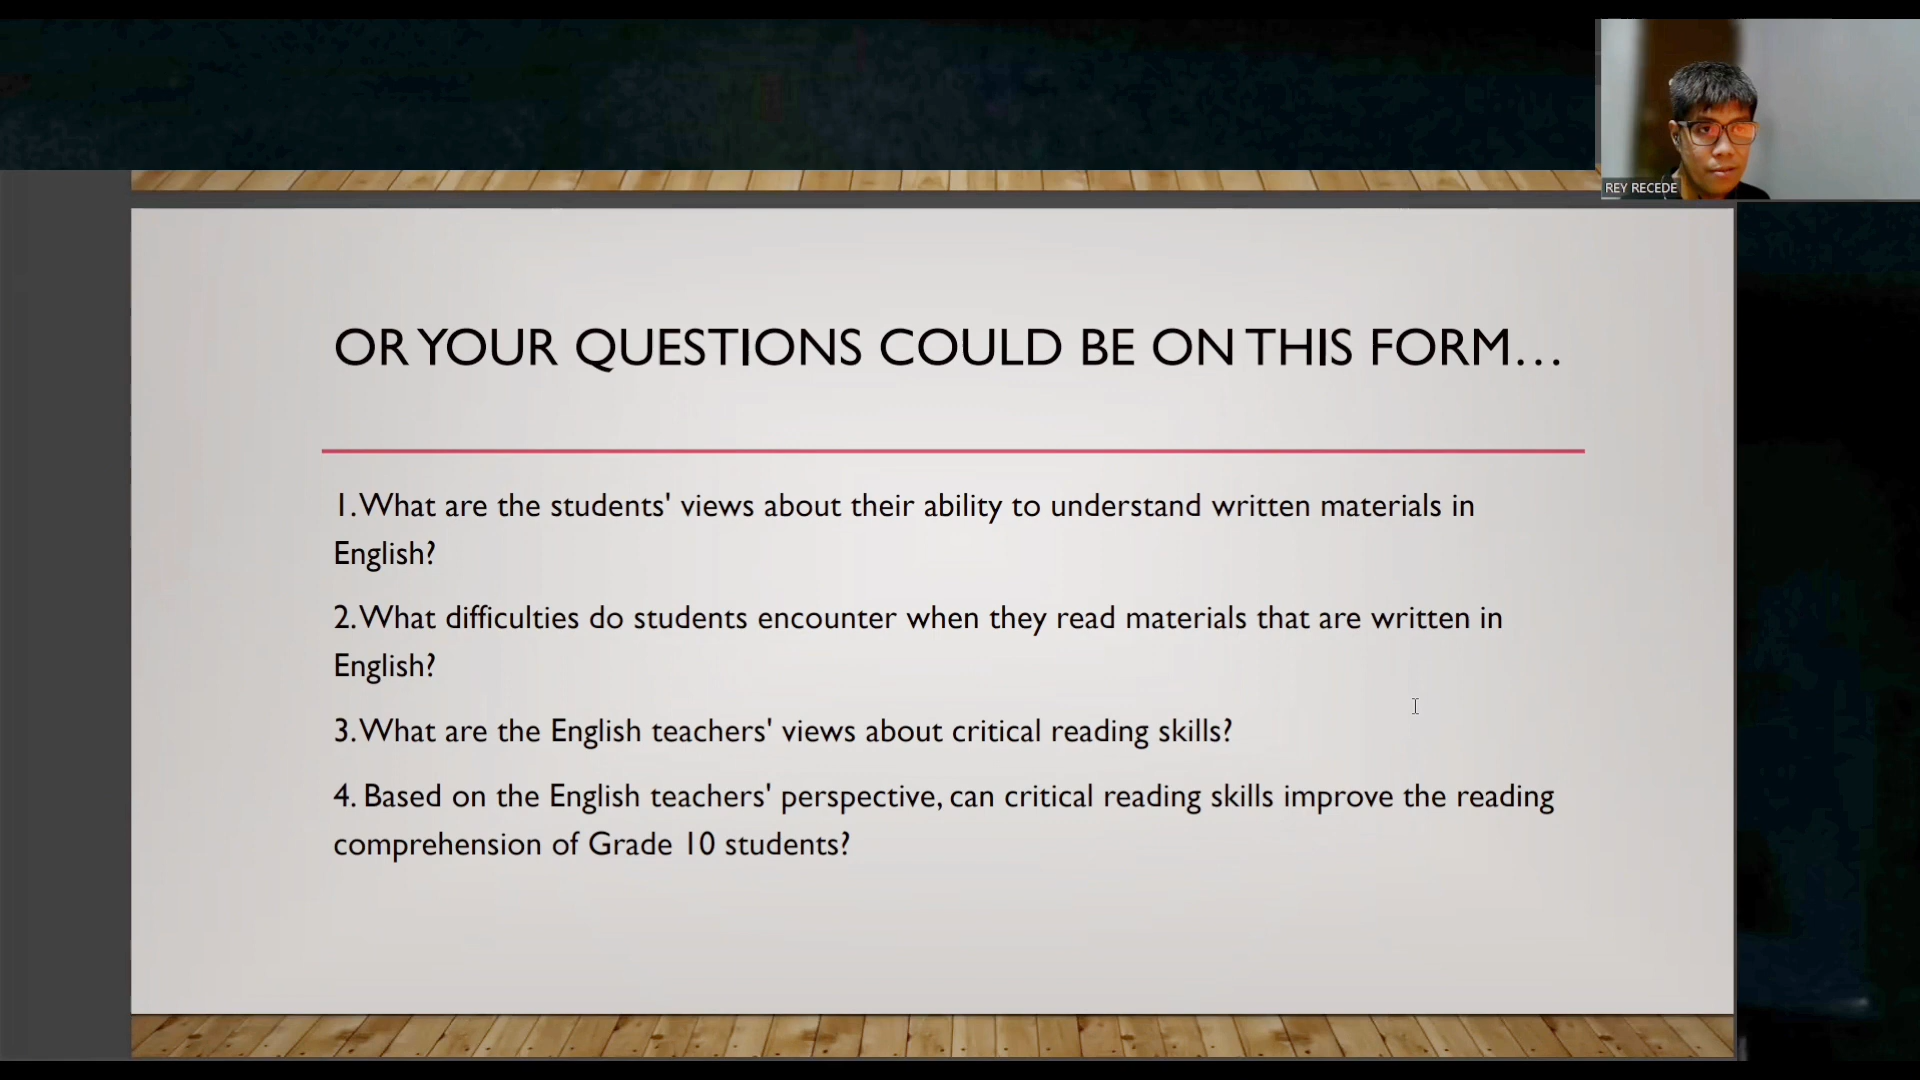 REY RECEDE
OR YOUR QUESTIONS COULD BE ON THIS FORM...
1. What are the students' views about their ability to understand written materials in
English?
2. What difficulties do students encounter when they read materials that are written in
English?
3. What are the English teachers' views about critical reading skills?
4. Based on the English teachers' perspective, can critical reading skills improve the reading
comprehension of Grade 10 students?